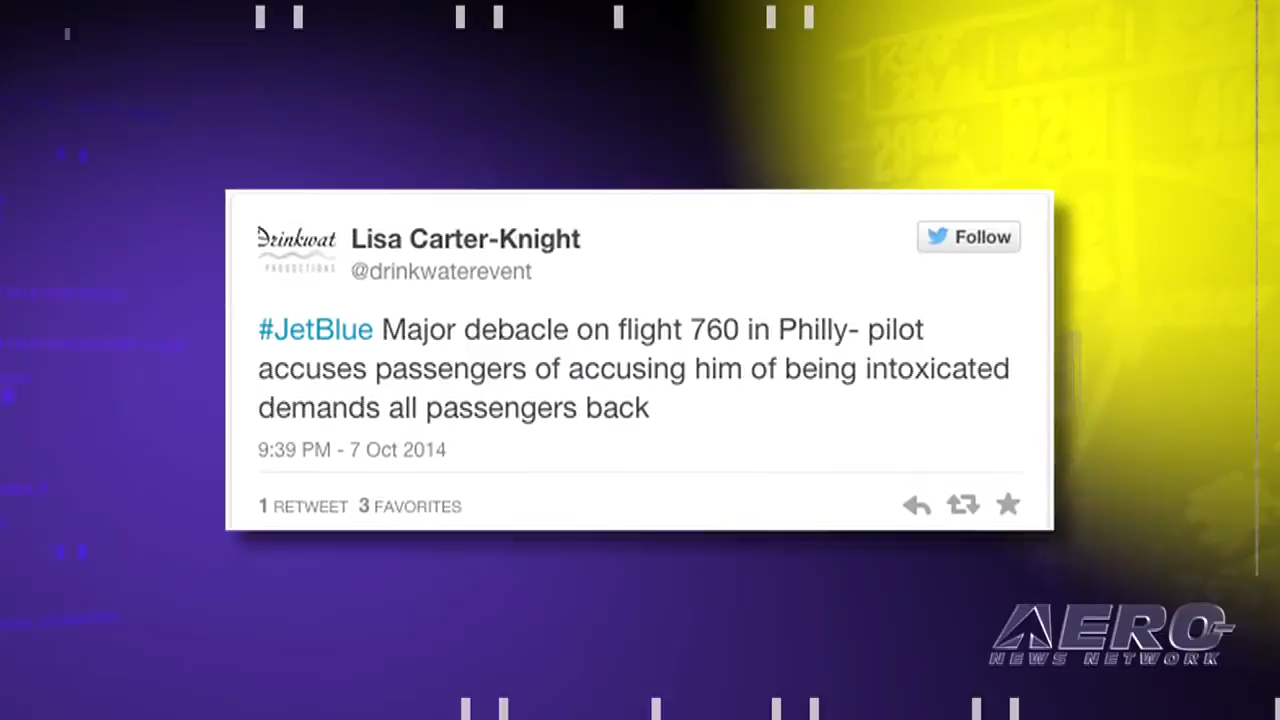 Drinkwat
PRODUCTIONS
Lisa Carter-Knight
@drinkwaterevent
Follow
#JetBlue Major debacle on flight 760 in Philly- pilot
accuses passengers of accusing him of being intoxicated
demands all passengers back
9:39 PM - 7 Oct 2014
1 RETWEET 3 FAVORITES
AERO
NEWS NETWORK